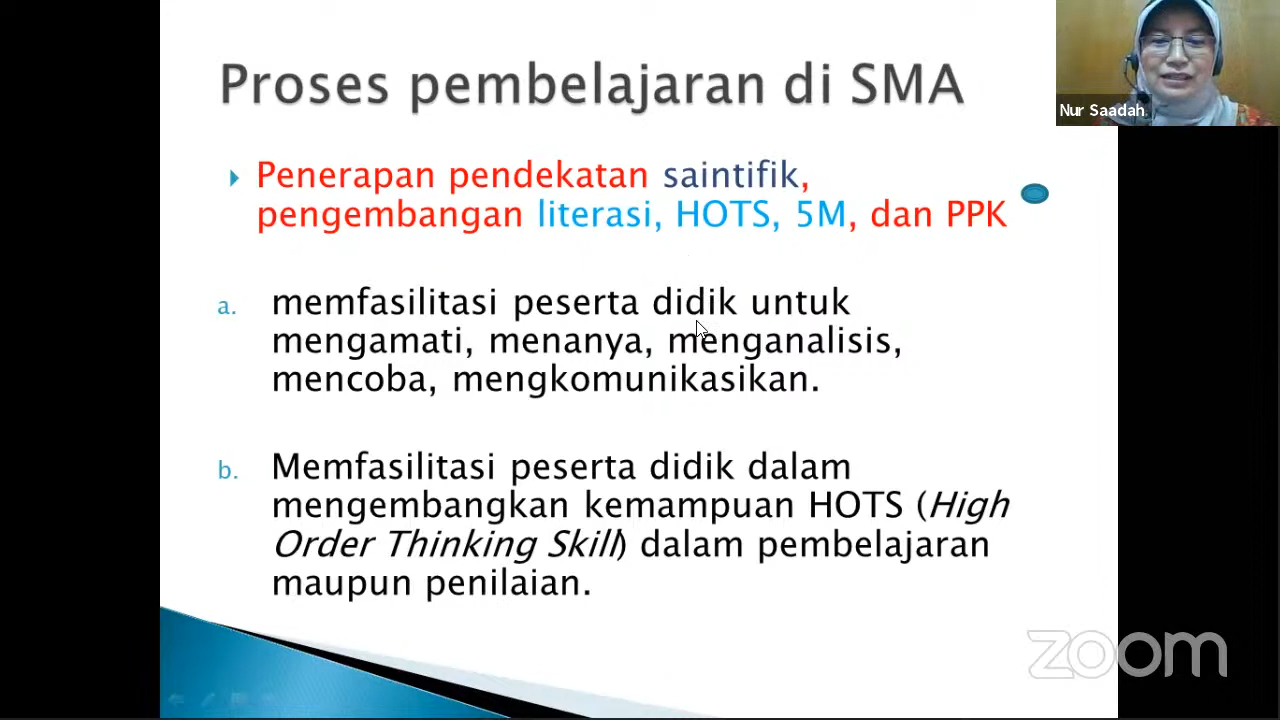 Proses pembelajaran di SMA
Nur Saadah
Penerapan pendekatan saintifik,
pengembangan literasi, HOTS, 5M, dan PPK
a. memfasilitasi peserta didik untuk
mengamati, menanya, menganalisis,
mencoba, mengkomunikasikan.
b. Memfasilitasi peserta didik dalam
mengembangkan kemampuan HOTS (High
Order Thinking Skill) dalam pembelajaran
maupun penilaian.
zoom